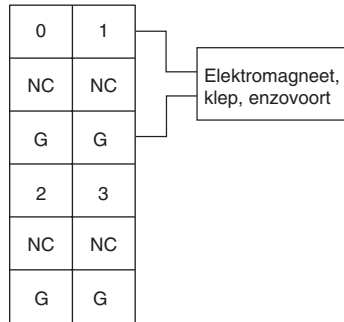 0 1
NC NC
G G
2 3
NC NC
G G
Elektromagneet,
klep, enzovoort